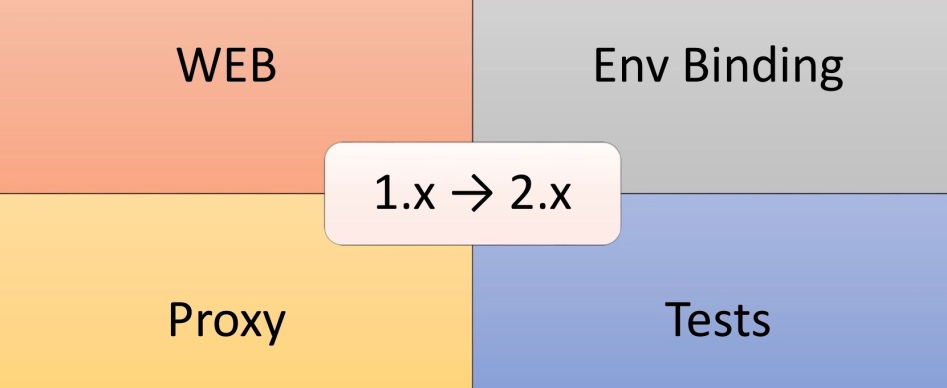 WEB
Env Binding
1.x → 2.x
Proxy
Tests